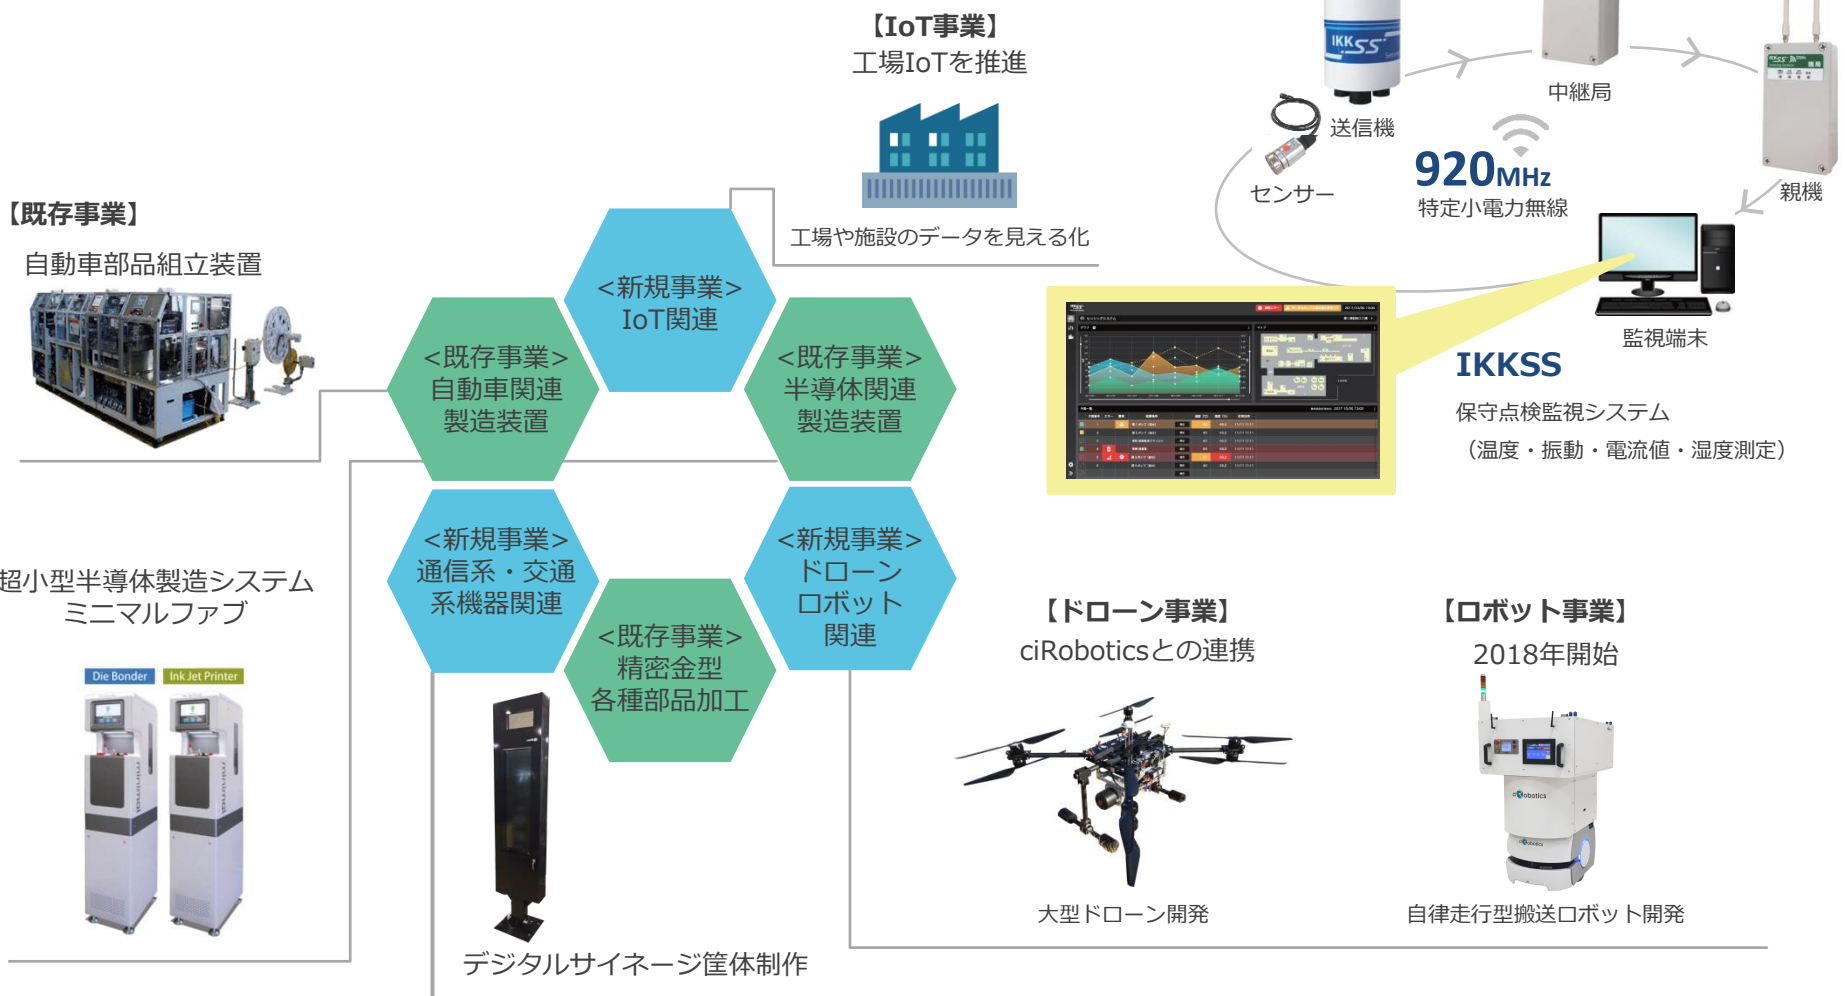 【IoT事業】
工場IoTを推進
工場や施設のデータを見える化
IKKSS
送信機
センサー
中継局
親局
親機
920MHz
特定小電力無線
監視端末
IKKSS
保守点検監視システム
（温度・振動・電流値・湿度測定）
【既存事業】
自動車部品組立装置
超小型半導体製造システム
ミニマルファブ
Die Bonder
Ink Jet Printer
minimal
minimal
<新規事業>
IoT関連
<既存事業>
自動車関連
製造装置
<既存事業>
半導体関連
製造装置
<新規事業>
通信系・交通
系機器関連
<新規事業>
ドローン
ロボット
関連
<既存事業>
精密金型
各種部品加工
デジタルサイネージ筐体制作
【ドローン事業】
ciRoboticsとの連携
大型ドローン開発
【ロボット事業】
2018年開始
ciRobotics
ciRobotics
自律走行型搬送ロボット開発